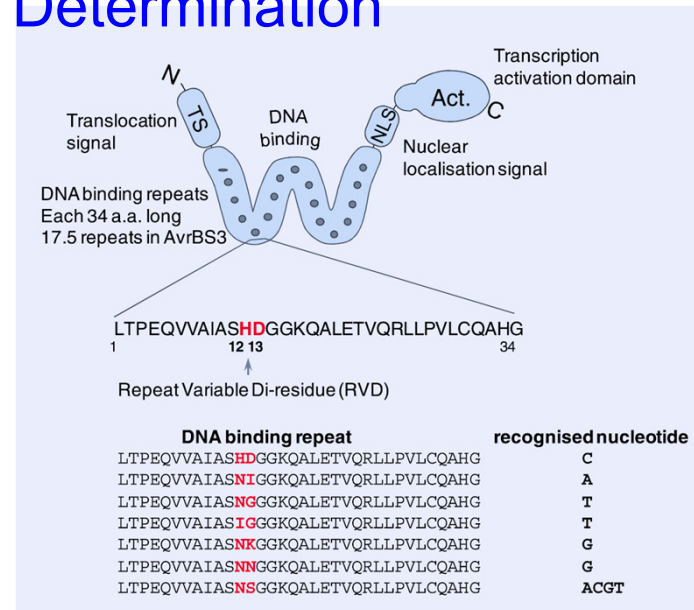 Determination
N
TS
Translocation
signal
DNA
binding
NLS
Act.
C
Transcription
activation domain
Nuclear
localisation signal
DNA binding repeats
Each 34 a.a. long
17.5 repeats in AvrBS3
LTPEQVVAIASHDGGKQALETVQRLLPVLCQAHG
1 12 13 34
Repeat Variable Di-residue (RVD)
DNA binding repeat recognised nucleotide
LTPEQVVAIASHDGGKQALETVQRLLPVLCQAHG C
LTPEQVVAIASNIGGKQALETVQRLLPVLCQAHG A
LTPEQVVAIASNGGGKQALETVQRLLPVLCQAHG T
LTPEQVVAIASIGGGKQALETVQRLLPVLCQAHG T
LTPEQVVAIASNKGGKQALETVQRLLPVLCQAHG G
LTPEQVVAIASNNGGKQALETVQRLLPVLCQAHG G
LTPEQVVAIASNSGGKQALETVQRLLPVLCQAHG ACGT